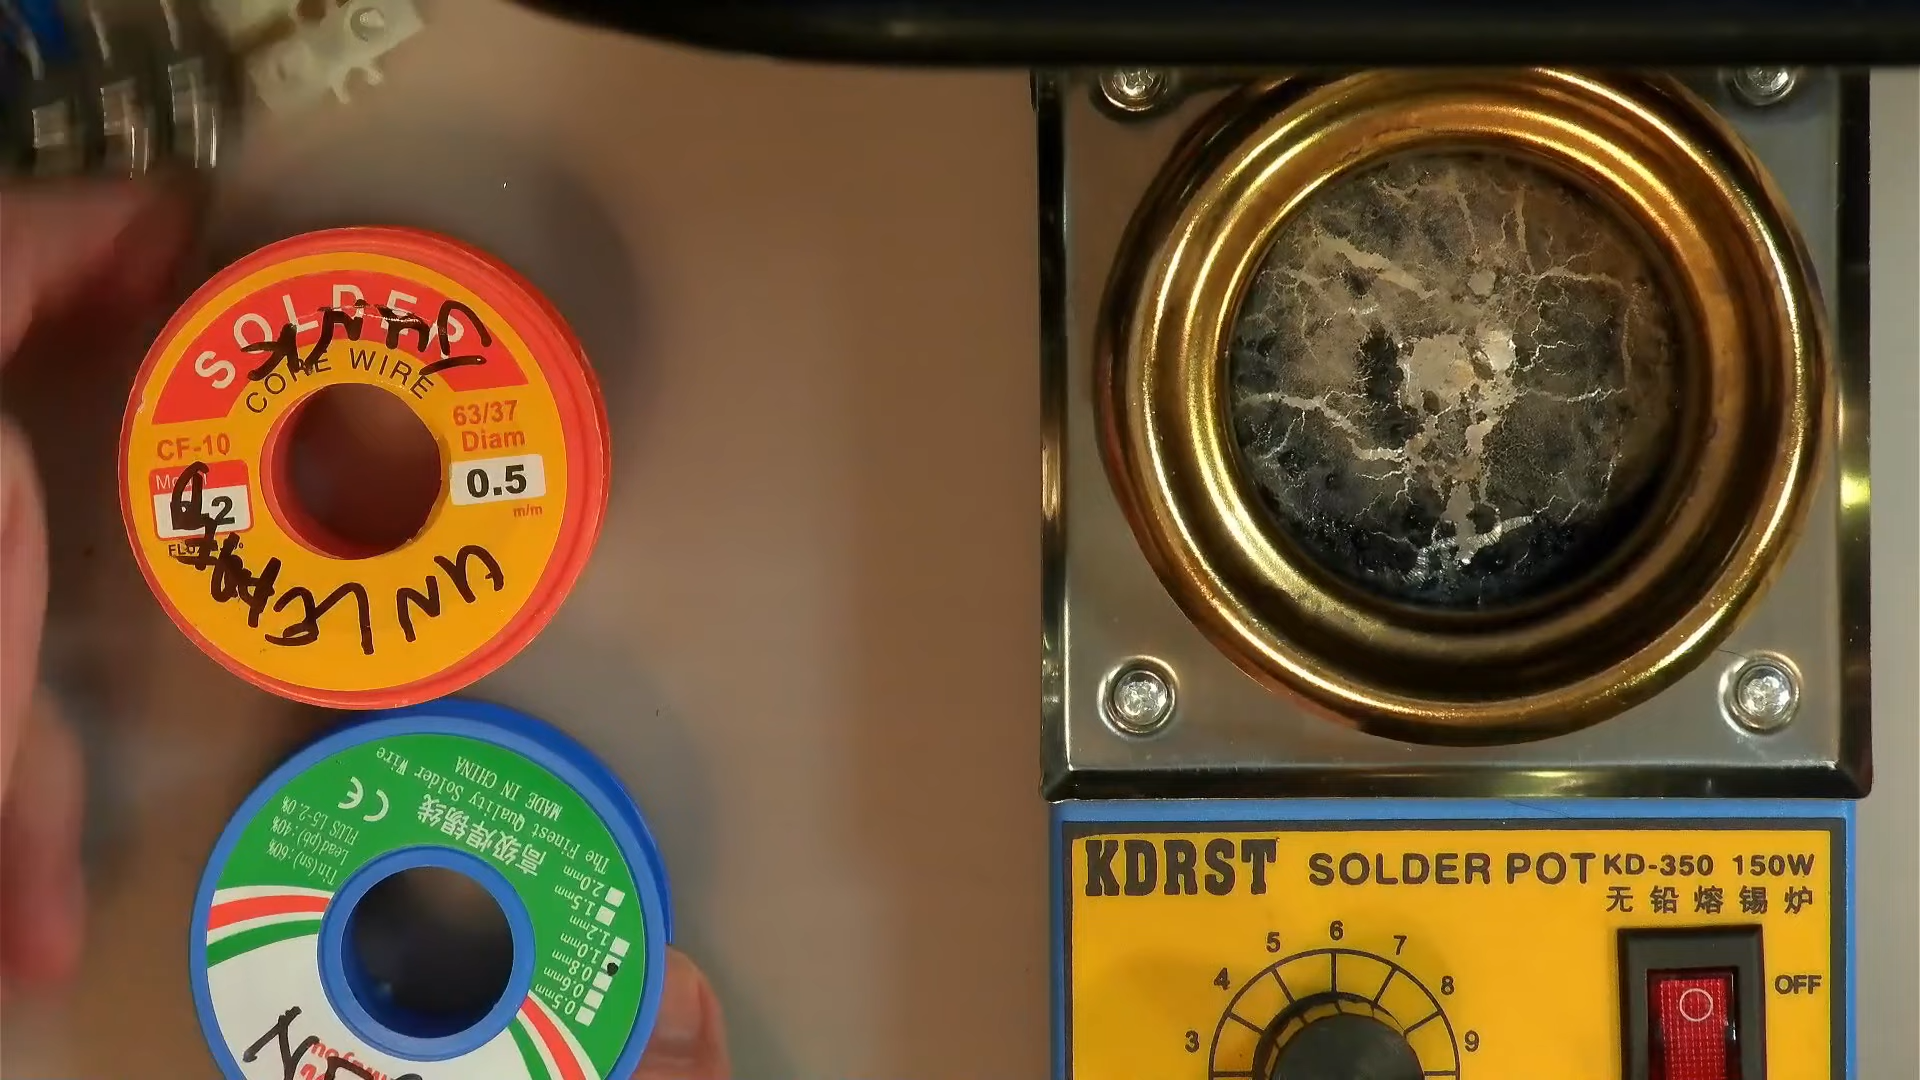 SOLDER
CORE WIRE
JUNK
63/37
CF-10
Diam
0.5
m/m
2
UNLEADED
The Finest Quality Solder Wire
高级焊锡线
MADE IN CHINA
CE
Tin(sn):60%
Lead(pb):40%
FLUS 1.5-2.0%
2.0mm
1.5mm
1.2mm
1.0mm
0.8mm
0.6mm
0.5mm
KDRST SOLDER POT KD-350 150W
无铅熔锡炉
3 4 5 6 7 8 9
OFF